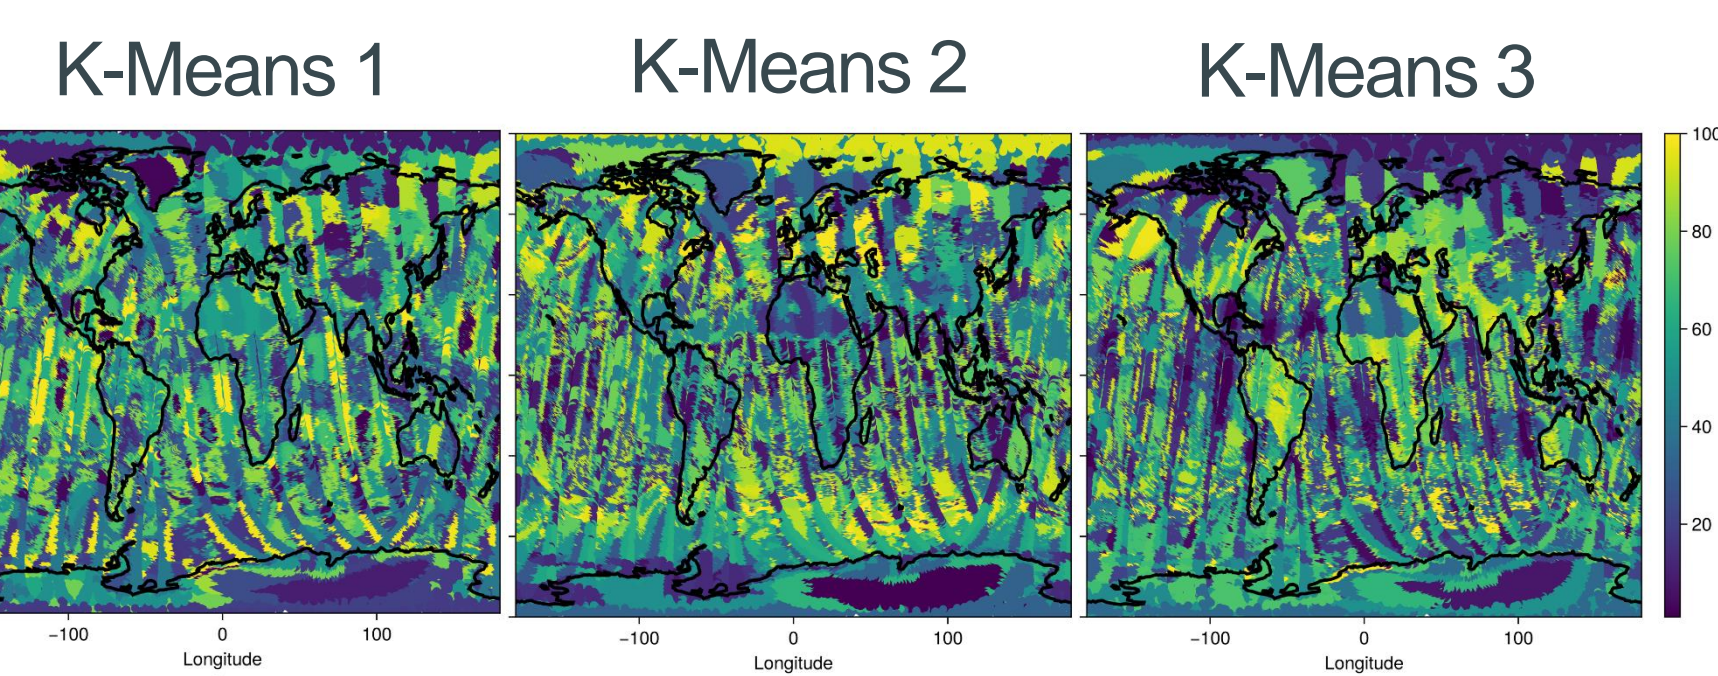 K-Means 1
K-Means 2
K-Means 3
100
80
60
40
20
−100 0 100
−100 0 100
−100 0 100
Longitude
Longitude
Longitude